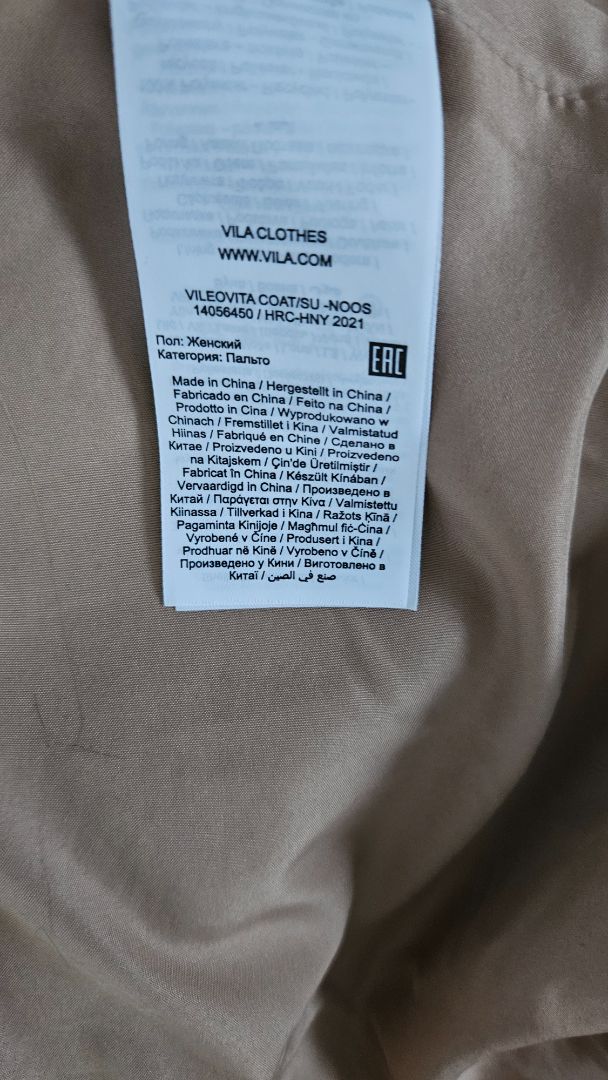 VILA CLOTHES
WWW.VILA.COM
VILEOVITA COAT/SU -NOOS
14056450 / HRC-HNY 2021
Пол: Женский
Категория: Пальто
EAC
Made in China / Hergestellt in China /
Fabricado en China / Feito na China /
Prodotto in Cina / Wyprodukowano w
Chinach / Fremstillet i Kina / Valmistatud
Hiinas / Fabriqué en Chine / Сделано в
Китае / Proizvedeno u Kini / Proizvedeno
na Kitajskem / Çin'de Üretilmiştir /
Fabricat în China / Készült Kínában /
Vervaardigd in China / Произведено в
Китай / Παράγεται στην Κίνα / Valmistettu
Kiinassa / Tillverkad i Kina / Ražots Ķīnā /
Pagaminta Kinijoje / Magħmul fiċ-Ċina /
Vyrobené v Číne / Produsert i Kina /
Prodhuar në Kinë / Vyrobeno v Číně /
Произведено у Кини / Виготовлено в
Китаї / صنع في الصين